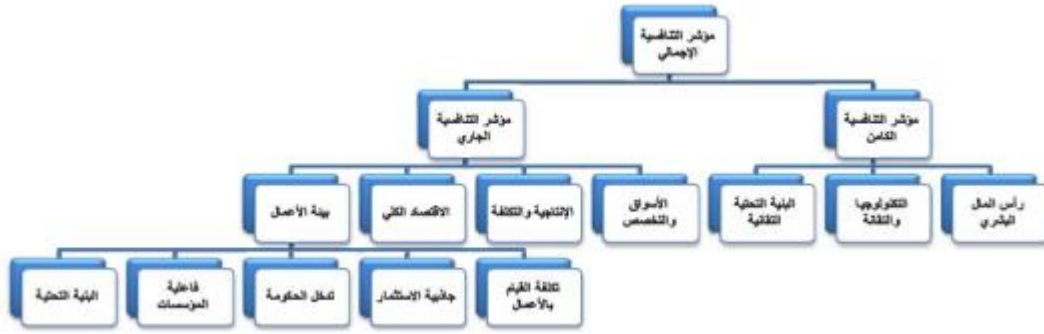 مؤشر التنافسية
الإجمالي
مؤشر التنافسية
الكامن
مؤشر التنافسية
الجاري
رأس المال
البشري
التكنولوجيا
والتقانة
البنية التحتية
التقانية
الأسواق
والتخصص
الإنتاجية والتكلفة
الاقتصاد الكلي
بيئة الأعمال
تكلفة القيام
بالأعمال
جاذبية الاستثمار
تدخل الحكومة
فاعلية
المؤسسات
البنية التحتية